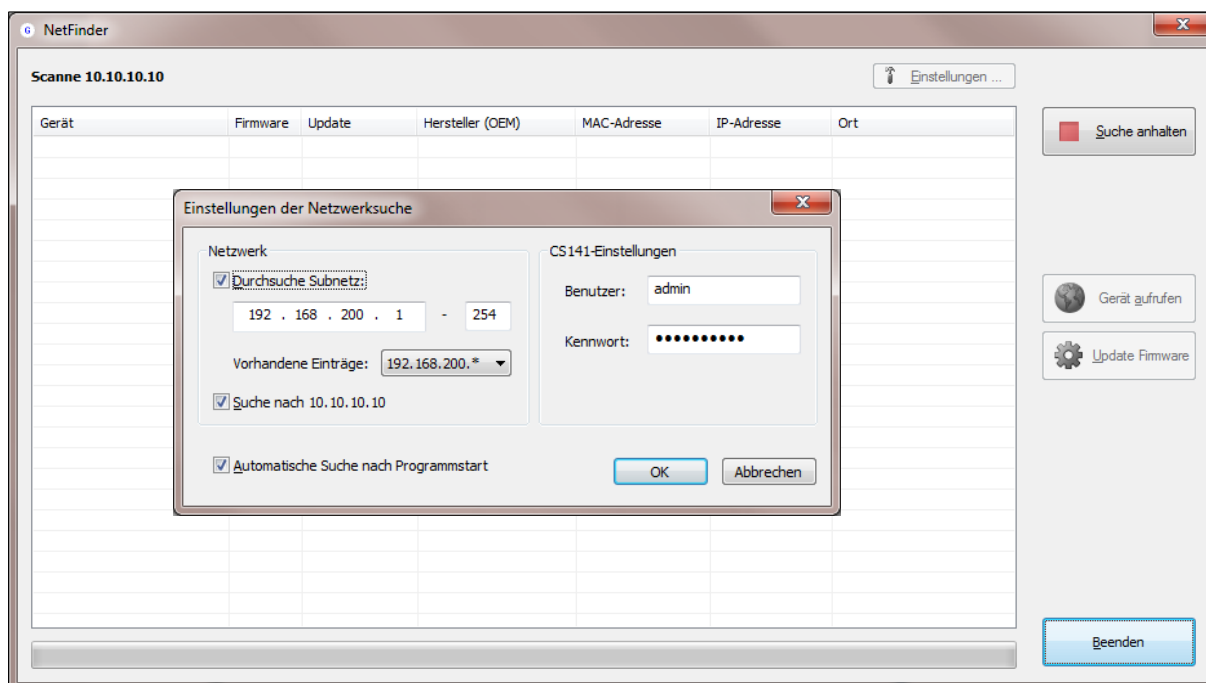 G NetFinder
Scanne 10.10.10.10
Einstellungen ...
Gerät Firmware Update Hersteller (OEM) MAC-Adresse IP-Adresse Ort
Suche anhalten
Einstellungen der Netzwerksuche
Netzwerk
Durchsuche Subnetz:
192 . 168 . 200 . 1 - 254
Vorhandene Einträge: 192.168.200.*
Suche nach 10.10.10.10
CS141-Einstellungen
Benutzer: admin
Kennwort: ●●●●●●●●●●
Automatische Suche nach Programmstart
OK Abbrechen
Gerät aufrufen
Update Firmware
Beenden